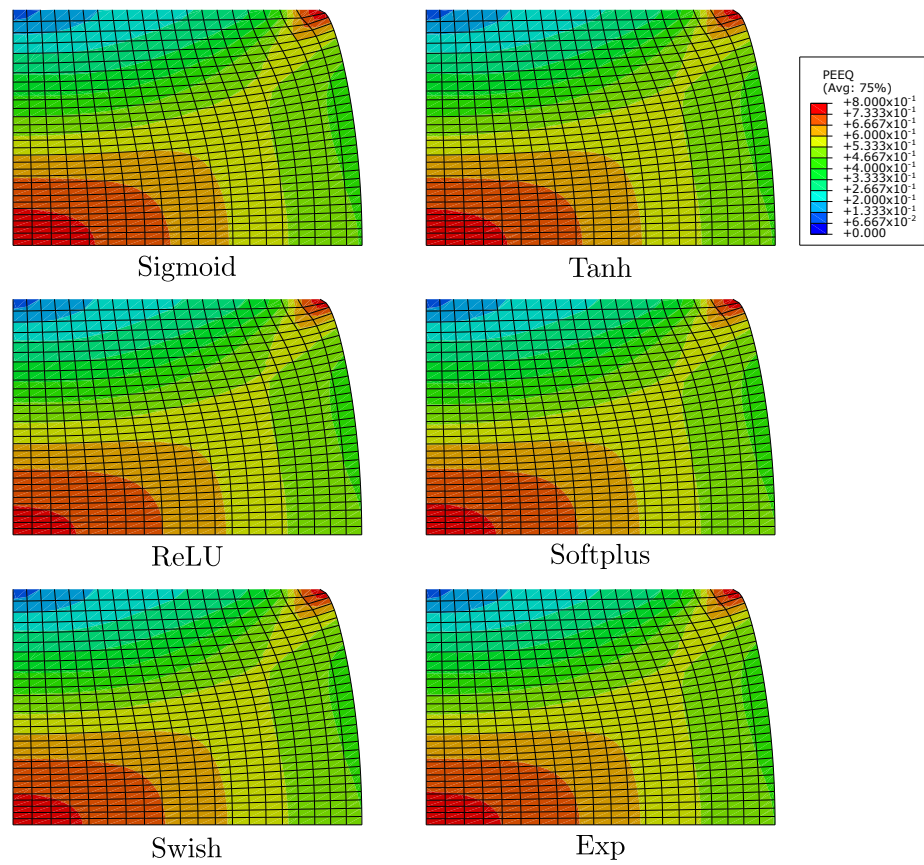 PEEQ
(Avg: 75%)
+8.000x10⁻¹
+7.333x10⁻¹
+6.667x10⁻¹
+6.000x10⁻¹
+5.333x10⁻¹
+4.667x10⁻¹
+4.000x10⁻¹
+3.333x10⁻¹
+2.667x10⁻¹
+2.000x10⁻¹
+1.333x10⁻¹
+6.667x10⁻²
+0.000
Sigmoid
Tanh
ReLU
Softplus
Swish
Exp